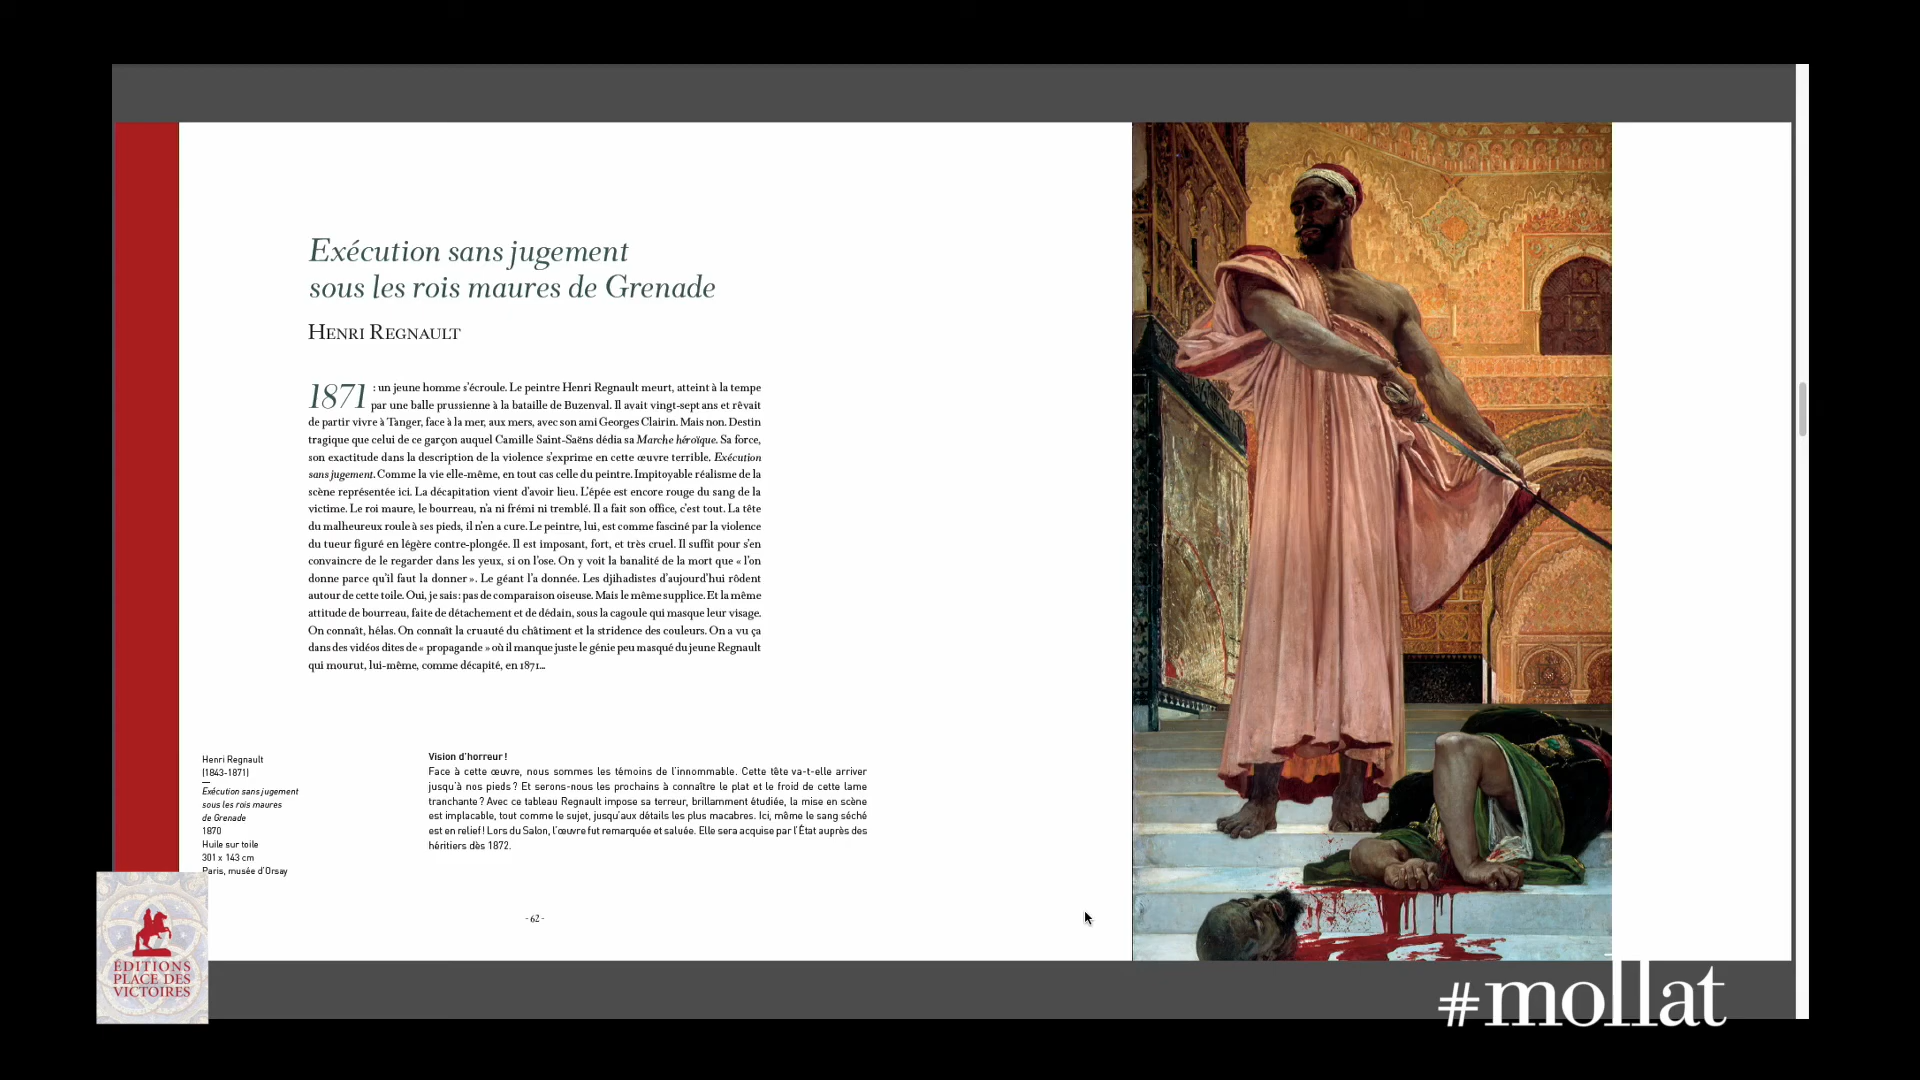 Exécution sans jugement
sous les rois maures de Grenade
HENRI REGNAULT
1871 : un jeune homme s'écroule. Le peintre Henri Regnault meurt, atteint à la tempe
par une balle prussienne à la bataille de Buzenval. Il avait vingt-sept ans et rêvait
de partir vivre à Tanger, face à la mer, aux mers, avec son ami Georges Clairin. Mais non. Destin
tragique que celui de ce garçon auquel Camille Saint-Saëns dédia sa Marche héroïque. Sa force,
son exactitude dans la description de la violence s'exprime en cette œuvre terrible. Exécution
sans jugement. Comme la vie elle-même, en tout cas celle du peintre. Impitoyable réalisme de la
scène représentée ici. La décapitation vient d'avoir lieu. L'épée est encore rouge du sang de la
victime. Le roi maure, le bourreau, n'a ni frémi ni tremblé. Il a fait son office, c'est tout. La tête
du malheureux roule à ses pieds, il n'en a cure. Le peintre, lui, est comme fasciné par la violence
du tueur figuré en légère contre-plongée. Il est imposant, fort, et très cruel. Il suffit pour s'en
convaincre de le regarder dans les yeux, si on l'ose. On y voit la banalité de la mort que « l'on
donne parce qu'il faut la donner ». Le géant l'a donnée. Les djihadistes d'aujourd'hui rôdent
autour de cette toile. Oui, je sais : pas de comparaison oiseuse. Mais le même supplice. Et la même
attitude de bourreau, faite de détachement et de dédain, sous la cagoule qui masque leur visage.
On connaît, hélas. On connaît la cruauté du châtiment et la stridence des couleurs. On a vu ça
dans des vidéos dites de « propagande » où il manque juste le génie peu masqué du jeune Regnault
qui mourut, lui-même, comme décapité, en 1871...
Henri Regnault
(1843-1871)
—
Exécution sans jugement
sous les rois maures
de Grenade
1870
Huile sur toile
301 x 143 cm
Paris, musée d'Orsay
Vision d'horreur !
Face à cette œuvre, nous sommes les témoins de l'innommable. Cette tête va-t-elle arriver
jusqu'à nos pieds ? Et serons-nous les prochains à connaître le plat et le froid de cette lame
tranchante ? Avec ce tableau Regnault impose sa terreur, brillamment étudiée, la mise en scène
est implacable, tout comme le sujet, jusqu'aux détails les plus macabres. Ici, même le sang séché
est en relief ! Lors du Salon, l'œuvre fut remarquée et saluée. Elle sera acquise par l'État auprès des
héritiers dès 1872.
- 62 -
ÉDITIONS
PLACE DES
VICTOIRES
#mollat